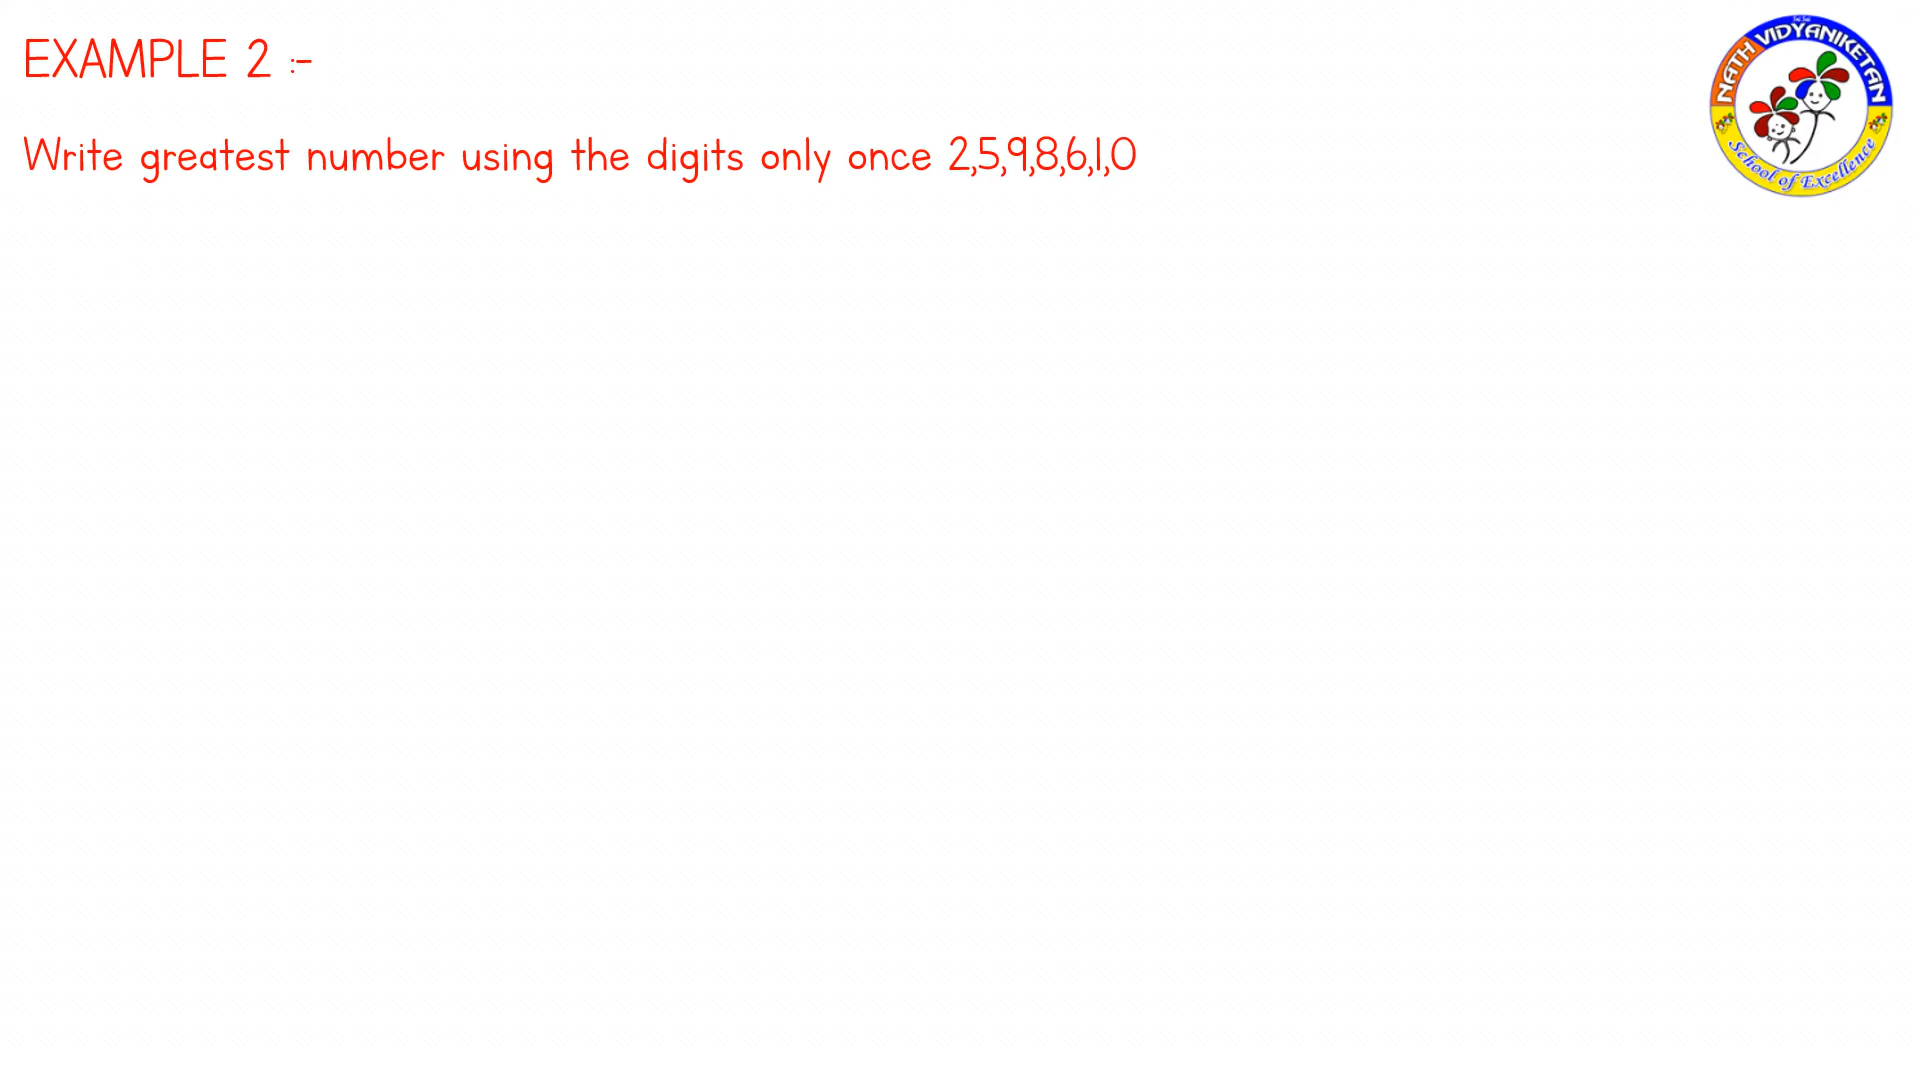 EXAMPLE 2 :-
Write greatest number using the digits only once 2,5,9,8,6,1,0
NATH VIDYANIKETAN
School of Excellence